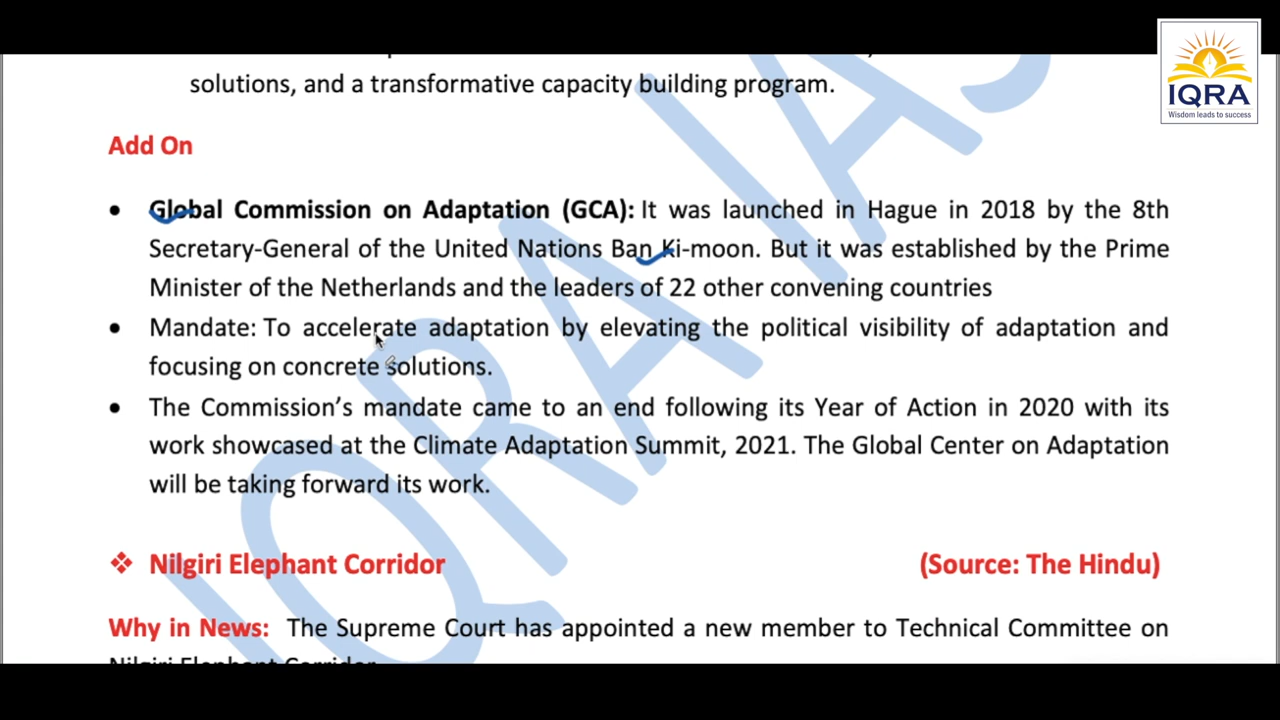 solutions, and a transformative capacity building program.
IQRA
Wisdom leads to success
Add On
• Global Commission on Adaptation (GCA): It was launched in Hague in 2018 by the 8th
Secretary-General of the United Nations Ban Ki-moon. But it was established by the Prime
Minister of the Netherlands and the leaders of 22 other convening countries
• Mandate: To accelerate adaptation by elevating the political visibility of adaptation and
focusing on concrete solutions.
• The Commission's mandate came to an end following its Year of Action in 2020 with its
work showcased at the Climate Adaptation Summit, 2021. The Global Center on Adaptation
will be taking forward its work.
❖ Nilgiri Elephant Corridor (Source: The Hindu)
Why in News: The Supreme Court has appointed a new member to Technical Committee on
Nilgiri Elephant Corridor
IQRA IAS